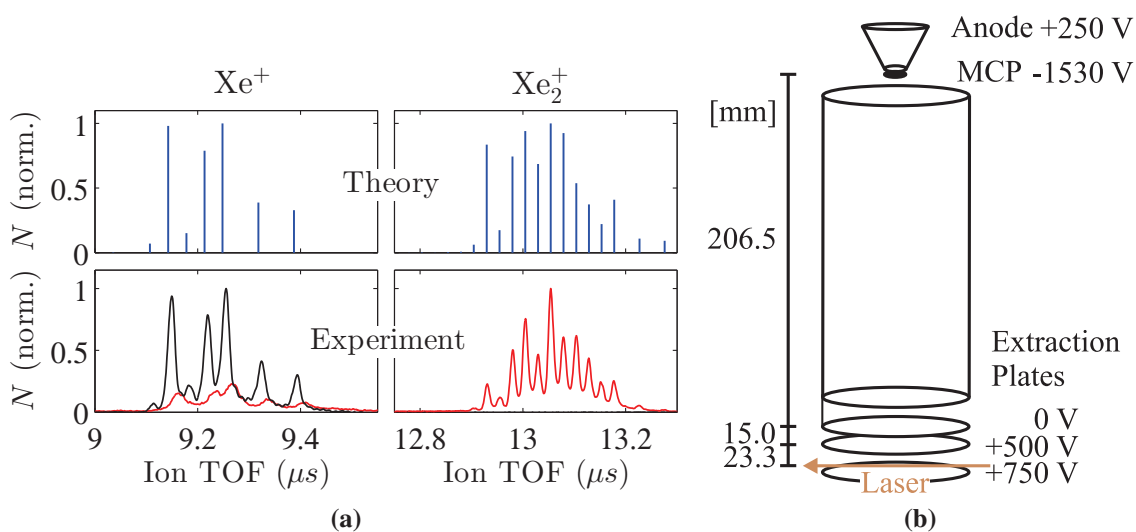 Xe⁺
Xe₂⁺
N (norm.)
1
0.5
0
Theory
N (norm.)
1
0.5
0
Experiment
9
9.2
9.4
12.8
13
13.2
Ion TOF (μs)
Ion TOF (μs)
(a)
Anode +250 V
MCP -1530 V
[mm]
206.5
Extraction
Plates
0 V
15.0
+500 V
23.3
+750 V
Laser
(b)